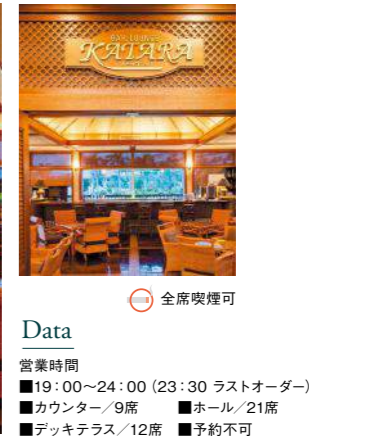 BAR LOUNGE
KATARA
全席喫煙可
Data
営業時間
■19：00〜24：00（23：30 ラストオーダー）
■カウンター／9席　■ホール／21席
■デッキテラス／12席　■予約不可